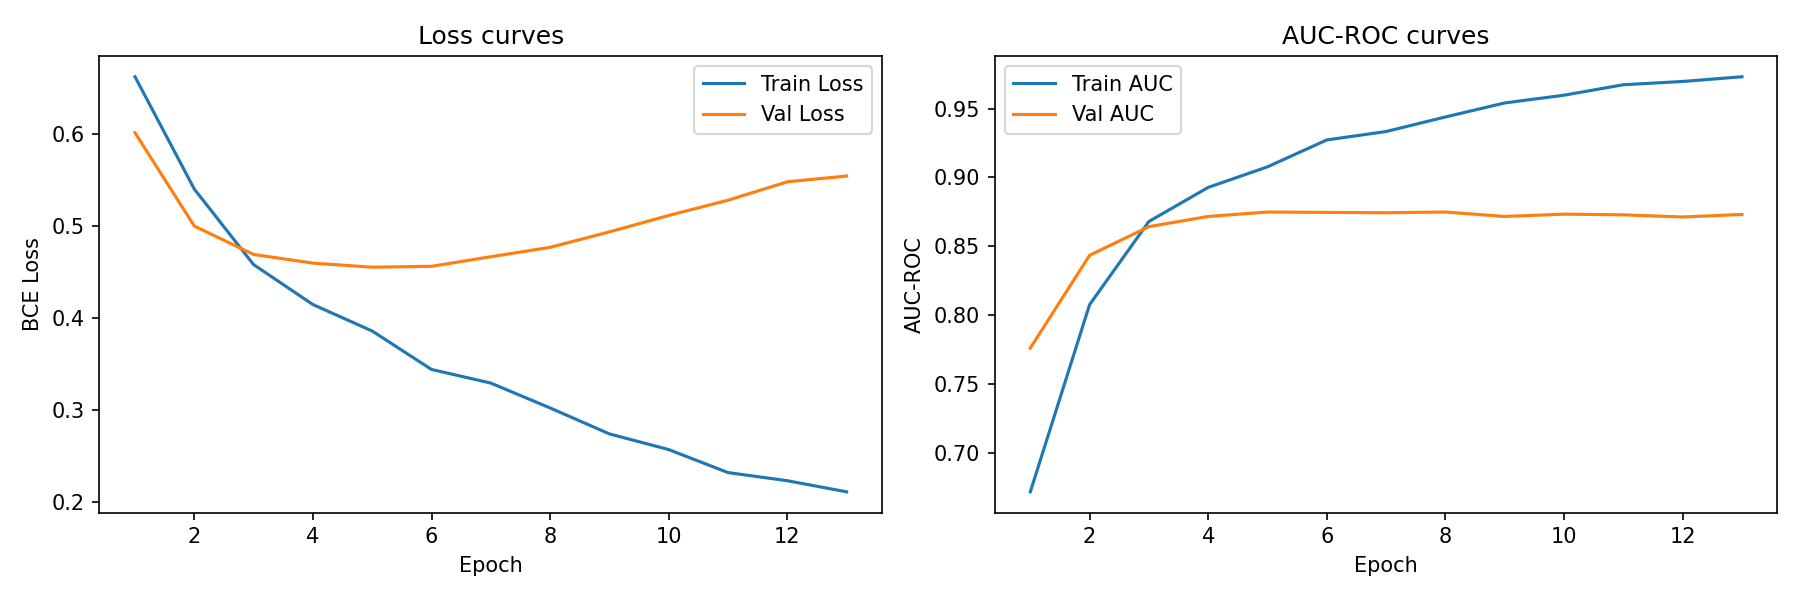 Loss curves
Train Loss
Val Loss
0.6
0.5
0.4
0.3
0.2
BCE Loss
2 4 6 8 10 12
Epoch
AUC-ROC curves
Train AUC
Val AUC
0.95
0.90
0.85
0.80
0.75
0.70
AUC-ROC
2 4 6 8 10 12
Epoch